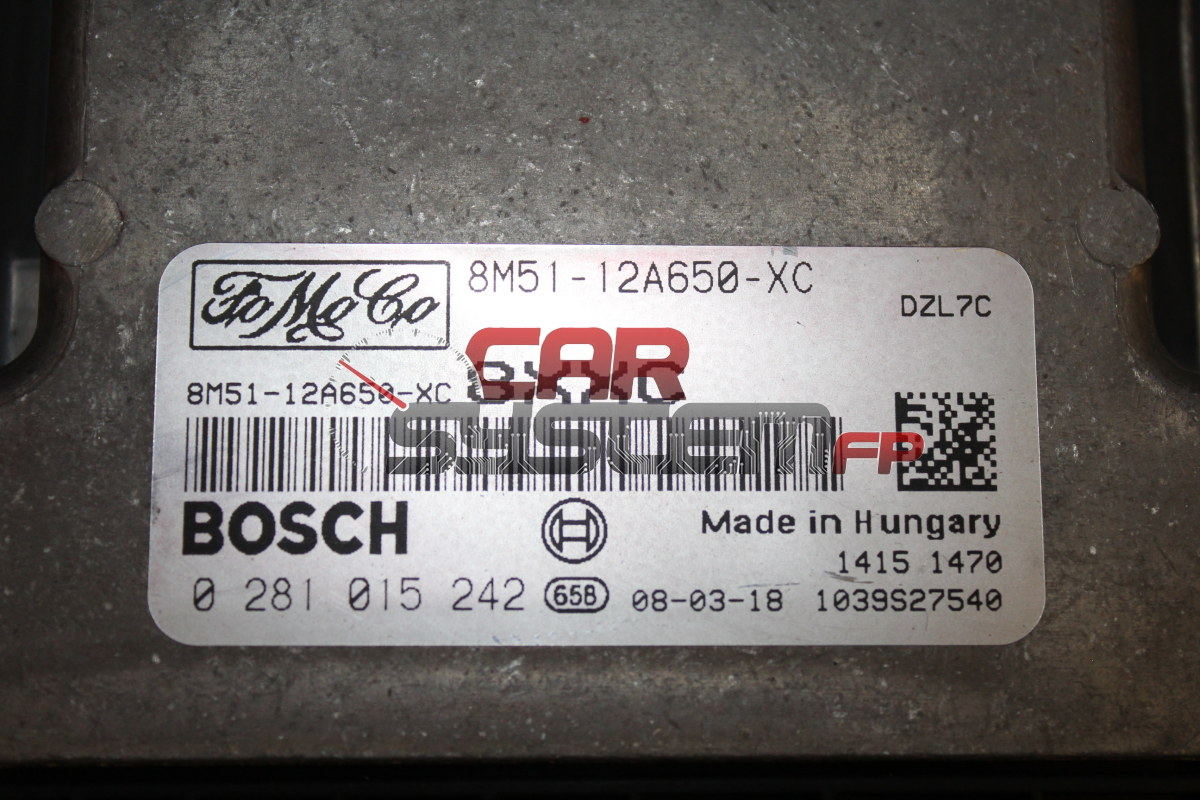 FoMoCo
8M51-12A650-XC
DZL7C
CAR
8M51-12A650-XC
SYSTEM FP
BOSCH
Made in Hungary
1415 1470
0 281 015 242 65B 08-03-18 1039S27540